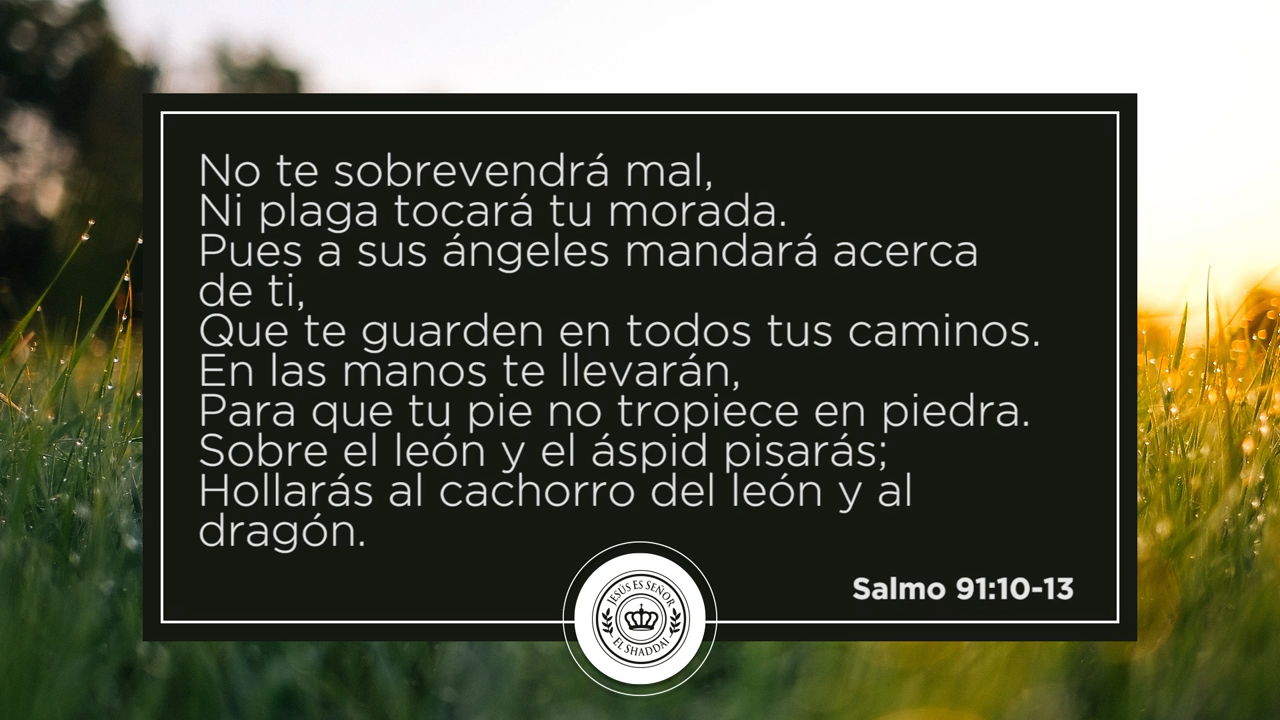 No te sobrevendrá mal,
Ni plaga tocará tu morada.
Pues a sus ángeles mandará acerca
de ti,
Que te guarden en todos tus caminos.
En las manos te llevarán,
Para que tu pie no tropiece en piedra.
Sobre el león y el áspid pisarás;
Hollarás al cachorro del león y al
dragón.
Salmo 91:10-13
JESÚS ES SEÑOR
EL SHADDAI